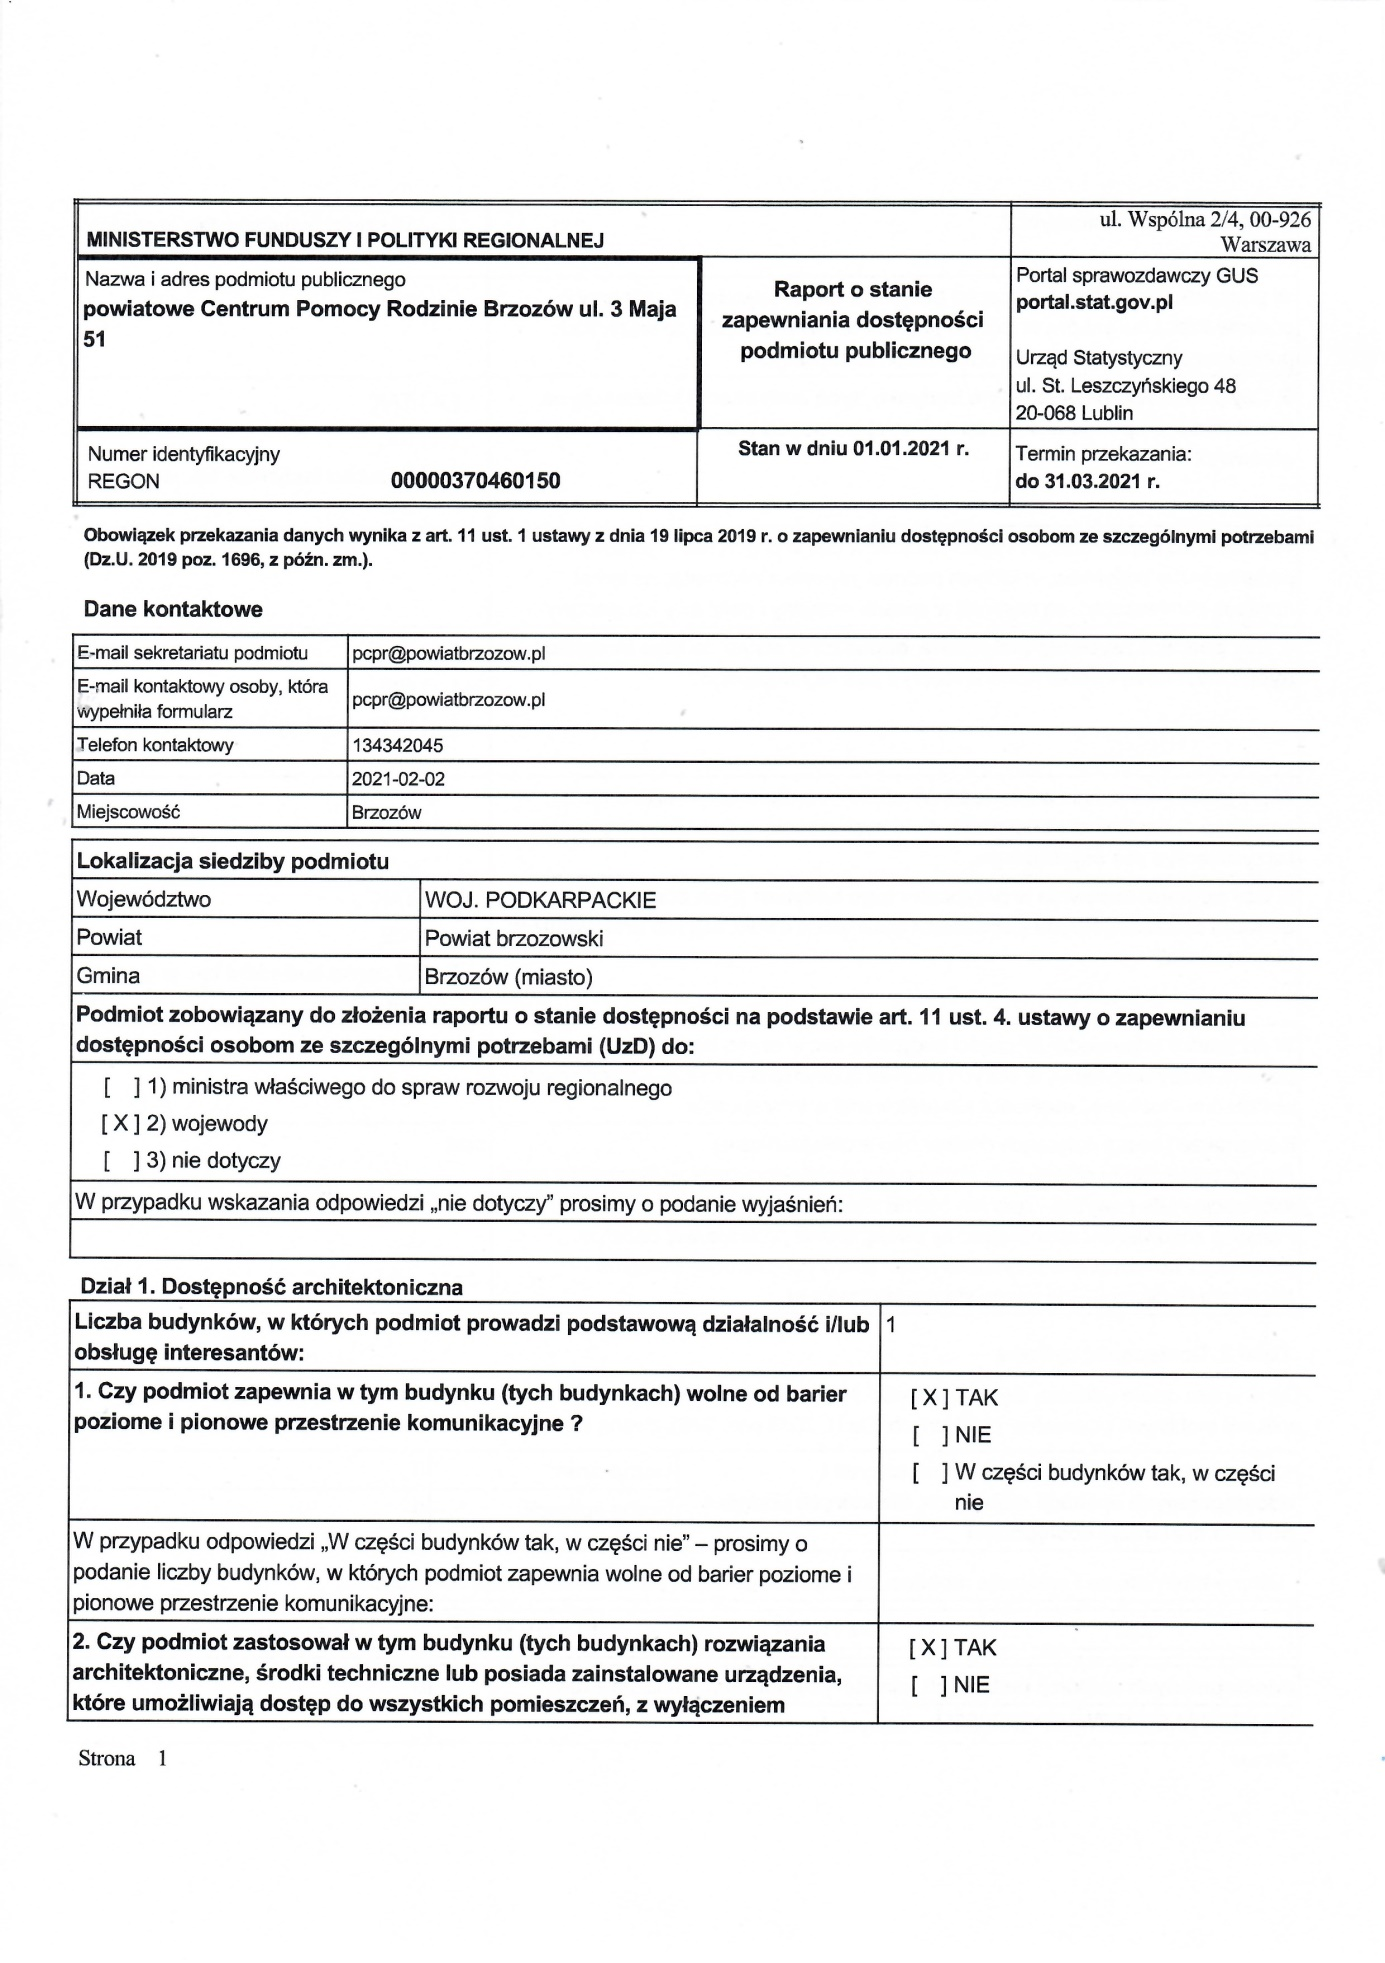 MINISTERSTWO FUNDUSZY I POLITYKI REGIONALNEJ
ul. Wspólna 2/4, 00-926
Warszawa
Nazwa i adres podmiotu publicznego
powiatowe Centrum Pomocy Rodzinie Brzozów ul. 3 Maja
51
Raport o stanie
zapewniania dostępności
podmiotu publicznego
Portal sprawozdawczy GUS
portal.stat.gov.pl
Urząd Statystyczny
ul. St. Leszczyńskiego 48
20-068 Lublin
Numer identyfikacyjny
REGON 00000370460150
Stan w dniu 01.01.2021 r.
Termin przekazania:
do 31.03.2021 r.
Obowiązek przekazania danych wynika z art. 11 ust. 1 ustawy z dnia 19 lipca 2019 r. o zapewnianiu dostępności osobom ze szczególnymi potrzebami
(Dz.U. 2019 poz. 1696, z późn. zm.).
Dane kontaktowe
E-mail sekretariatu podmiotu pcpr@powiatbrzozow.pl
E-mail kontaktowy osoby, która
wypełniła formularz
pcpr@powiatbrzozow.pl
Telefon kontaktowy 134342045
Data 2021-02-02
Miejscowość Brzozów
Lokalizacja siedziby podmiotu
Województwo WOJ. PODKARPACKIE
Powiat Powiat brzozowski
Gmina Brzozów (miasto)
Podmiot zobowiązany do złożenia raportu o stanie dostępności na podstawie art. 11 ust. 4. ustawy o zapewnianiu
dostępności osobom ze szczególnymi potrzebami (UzD) do:
[ ] 1) ministra właściwego do spraw rozwoju regionalnego
[ X ] 2) wojewody
[ ] 3) nie dotyczy
W przypadku wskazania odpowiedzi „nie dotyczy” prosimy o podanie wyjaśnień:
Dział 1. Dostępność architektoniczna
Liczba budynków, w których podmiot prowadzi podstawową działalność i/lub
obsługę interesantów:
1
1. Czy podmiot zapewnia w tym budynku (tych budynkach) wolne od barier
poziome i pionowe przestrzenie komunikacyjne ?
[ X ] TAK
[ ] NIE
[ ] W części budynków tak, w części
nie
W przypadku odpowiedzi „W części budynków tak, w części nie” – prosimy o
podanie liczby budynków, w których podmiot zapewnia wolne od barier poziome i
pionowe przestrzenie komunikacyjne:
2. Czy podmiot zastosował w tym budynku (tych budynkach) rozwiązania
architektoniczne, środki techniczne lub posiada zainstalowane urządzenia,
które umożliwiają dostęp do wszystkich pomieszczeń, z wyłączeniem
[ X ] TAK
[ ] NIE
Strona 1